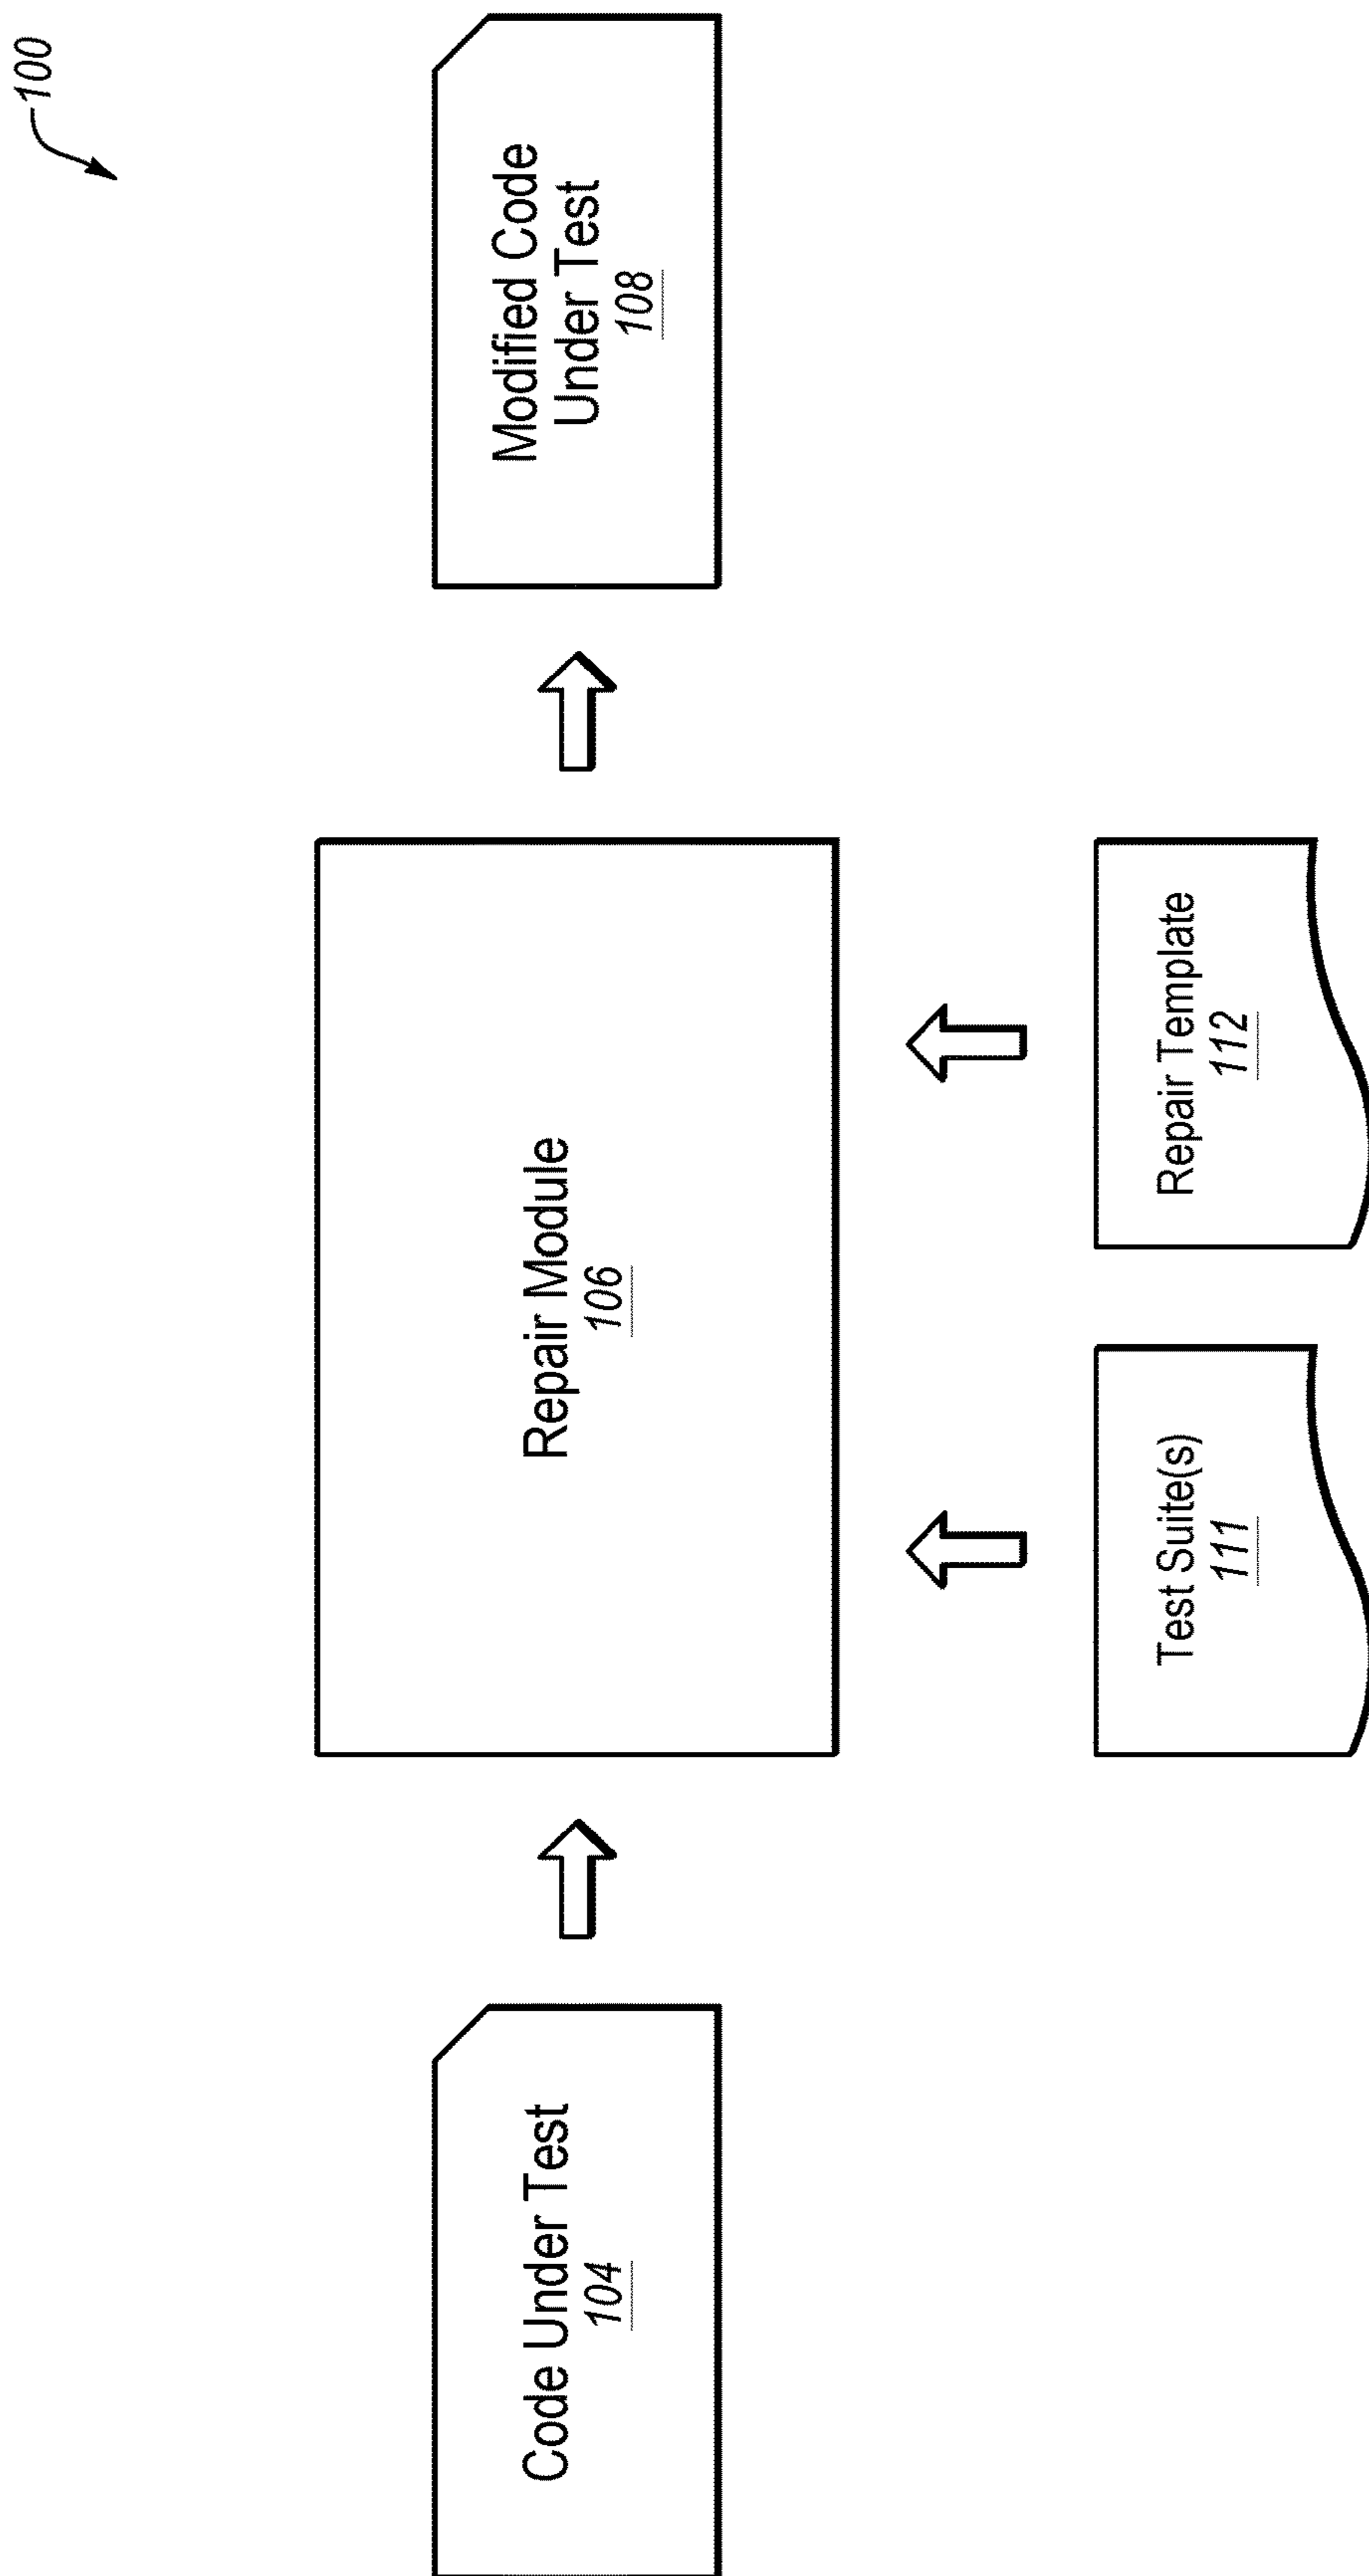 100
Code Under Test
104
Repair Module
106
Modified Code
Under Test
108
Test Suite(s)
111
Repair Template
112